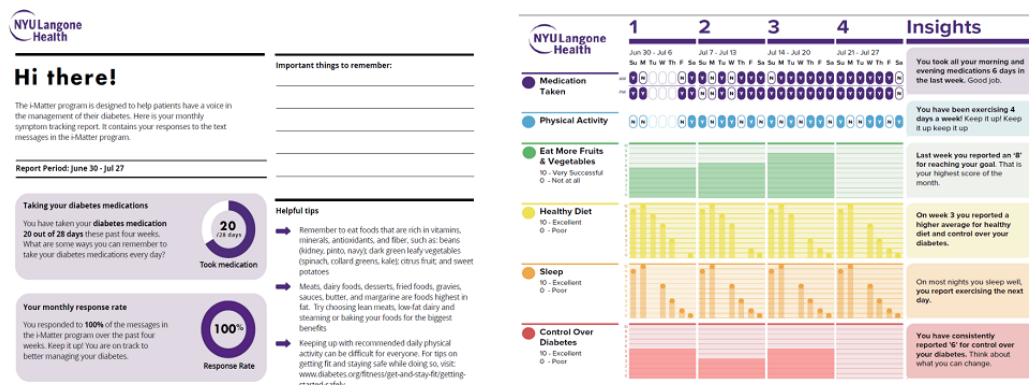 NYU Langone
Health
Hi there!
The i-Matter program is designed to help patients have a voice in
the management of their diabetes. Here is your monthly
symptom tracking report. It contains your responses to the text
messages in the i-Matter program.
Report Period: June 30 - Jul 27
Taking your diabetes medications
You have taken your diabetes medication
20 out of 28 days these past four weeks.
What are some ways you can remember to
take your diabetes medications every day?
20
/28 days
Took medication
Your monthly response rate
You responded to 100% of the messages in
the i-Matter program over the past four
weeks. Keep it up! You are on track to
better managing your diabetes.
100%
Response Rate
Important things to remember:
Helpful tips
Remember to eat foods that are rich in vitamins,
minerals, antioxidants, and fiber, such as: beans
(kidney, pinto, navy); dark green leafy vegetables
(spinach, collard greens, kale); citrus fruit; and sweet
potatoes
Meats, dairy foods, desserts, fried foods, gravies,
sauces, butter, and margarine are foods highest in
fat. Try choosing lean meats, low-fat dairy and
steaming or baking your foods for the biggest
benefits
Keeping up with recommended daily physical
activity can be difficult for everyone. For tips on
getting fit and staying safe while doing so, visit:
www.diabetes.org/fitness/get-and-stay-fit/getting-
started-safely
NYU Langone
Health
1 2 3 4 Insights
Jun 30 - Jul 6 Jul 7 - Jul 13 Jul 14 - Jul 20 Jul 21 - Jul 27
Su M Tu W Th F Sa Su M Tu W Th F Sa Su M Tu W Th F Sa Su M Tu W Th F Sa
Medication
Taken
AM
PM
You took all your morning and
evening medications 6 days in
the last week. Good job.
Physical Activity
You have been exercising 4
days a week! Keep it up! Keep
it up keep it up
Eat More Fruits
& Vegetables
10 - Very Successful
0 - Not at all
Last week you reported an '8'
for reaching your goal. That is
your highest score of the
month.
Healthy Diet
10 - Excellent
0 - Poor
On week 3 you reported a
higher average for healthy
diet and control over your
diabetes.
Sleep
10 - Excellent
0 - Poor
On most nights you sleep well,
you report exercising the next
day.
Control Over
Diabetes
10 - Excellent
0 - Poor
You have consistently
reported '6' for control over
your diabetes. Think about
what you can change.